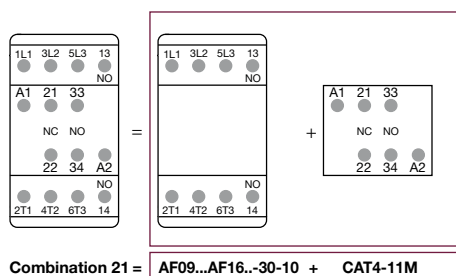 1L1 3L2 5L3 13
NO
A1 21 33
NC NO
22 34 A2
NO
2T1 4T2 6T3 14
=
1L1 3L2 5L3 13
NO
NO
2T1 4T2 6T3 14
+
A1 21 33
NC NO
22 34 A2
Combination 21 = AF09...AF16..-30-10 + CAT4-11M